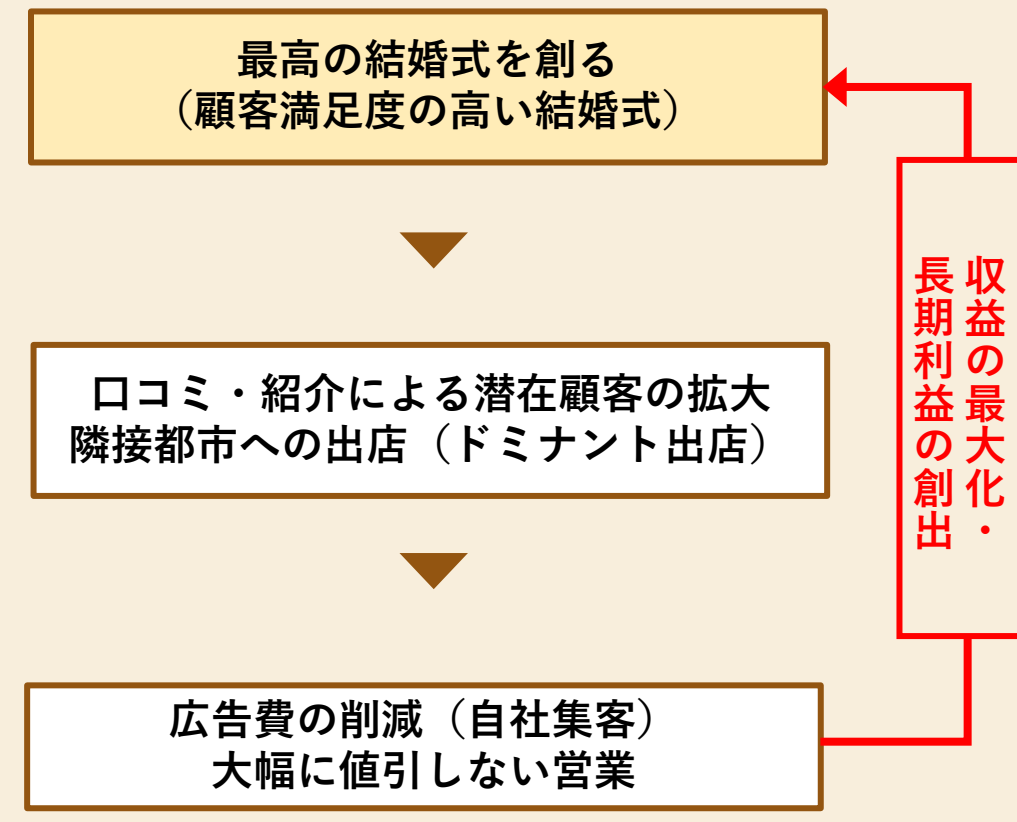 最高の結婚式を創る
（顧客満足度の高い結婚式）
口コミ・紹介による潜在顧客の拡大
隣接都市への出店（ドミナント出店）
広告費の削減（自社集客）
大幅に値引しない営業
収益の最大化・
長期利益の創出